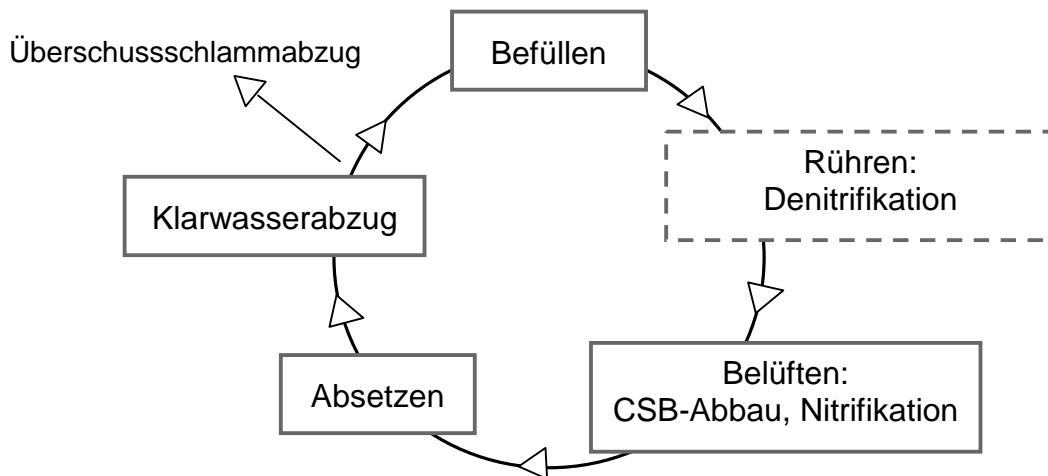 Befüllen
Überschussschlammabzug
Rühren:
Denitrifikation
Klarwasserabzug
Belüften:
CSB-Abbau, Nitrifikation
Absetzen